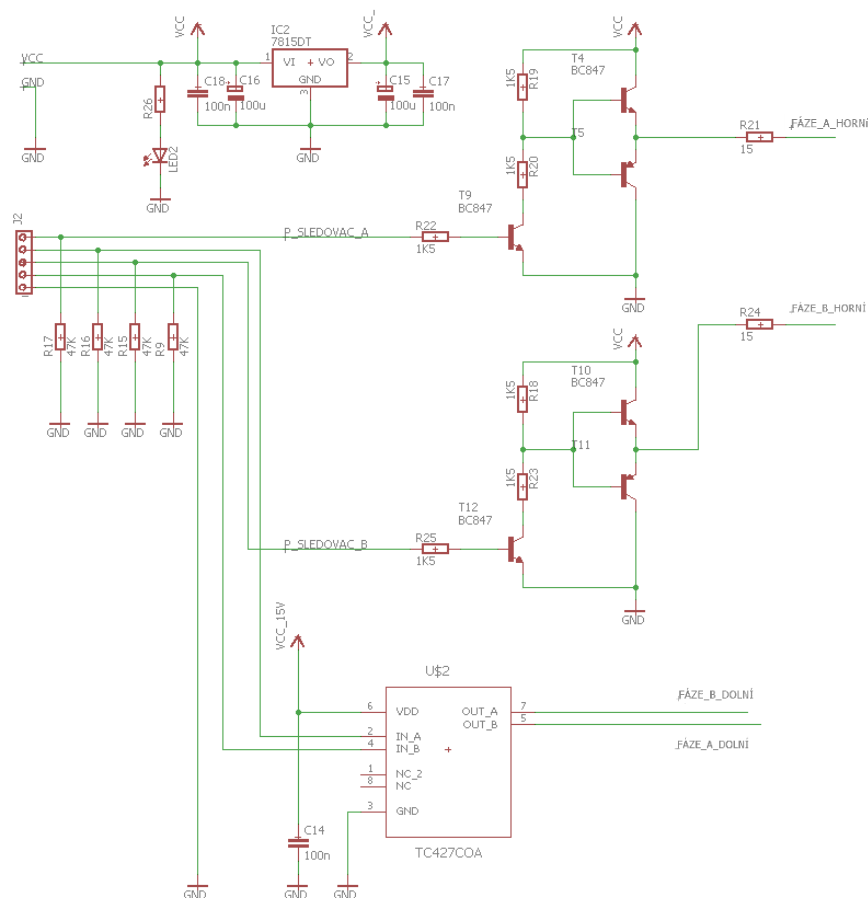 VCC
VCC_
IC2
7815DT
VCC
VCC
GND
1
VI
VO
2
GND
3
C18
100n
C16
100u
C15
100u
C17
100n
R26
LED2
GND
GND
GND
1K5
R19
T4
BC847
T5
R21
15
FÁZE_A_HORNÍ
1K5
R20
T9
BC847
J2
P_SLEDOVAC_A
R22
1K5
GND
R24
15
FÁZE_B_HORNÍ
R17
47K
R16
47K
R15
47K
R9
47K
GND
GND
GND
GND
VCC
1K5
R18
T10
BC847
T11
1K5
R23
T12
BC847
P_SLEDOVAC_B
R25
1K5
GND
VCC_15V
U$2
6
VDD
OUT_A
7
FÁZE_B_DOLNÍ
OUT_B
5
FÁZE_A_DOLNÍ
2
IN_A
4
IN_B
1
NC_2
8
NC
3
GND
C14
100n
TC427COA
GND
GND
GND